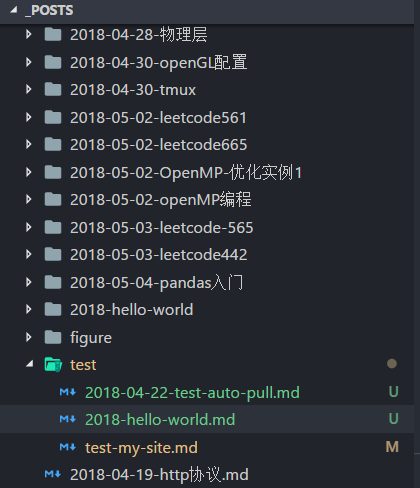 _POSTS
2018-04-28-物理层
2018-04-30-openGL配置
2018-04-30-tmux
2018-05-02-leetcode561
2018-05-02-leetcode665
2018-05-02-OpenMP-优化实例1
2018-05-02-openMP编程
2018-05-03-leetcode-565
2018-05-03-leetcode442
2018-05-04-pandas入门
2018-hello-world
figure
test
2018-04-22-test-auto-pull.md U
2018-hello-world.md U
test-my-site.md M
2018-04-19-http协议.md